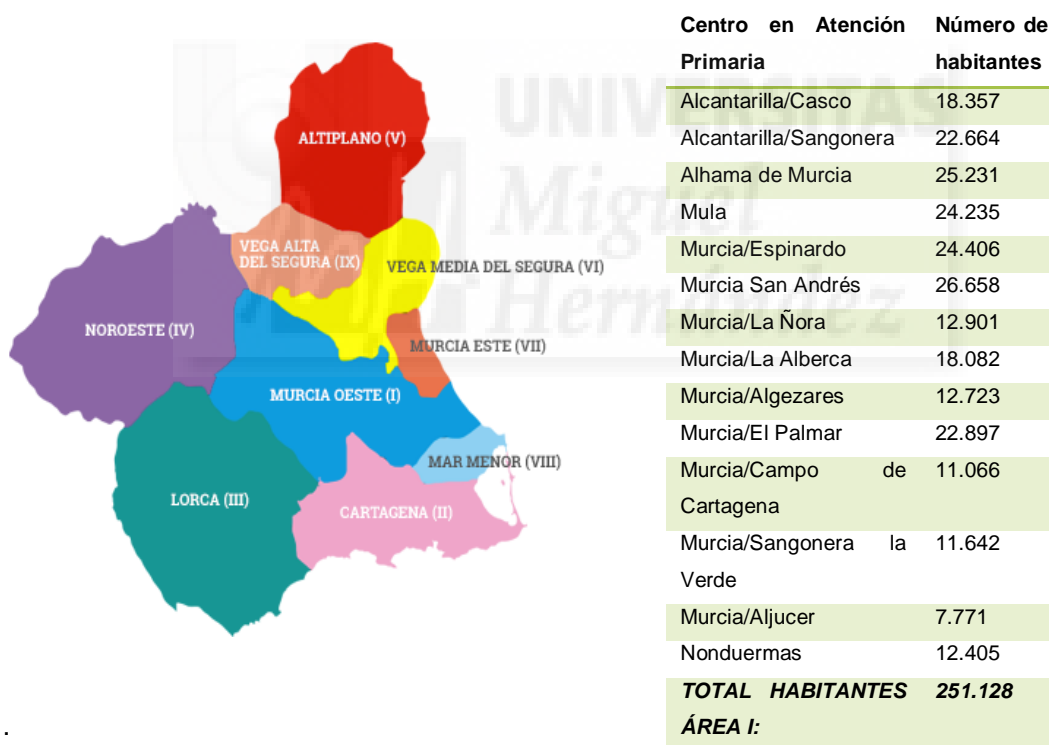 UNIVERSITAS
Miguel
Hernández
ALTIPLANO (V)
VEGA ALTA
DEL SEGURA (IX)
VEGA MEDIA DEL SEGURA (VI)
NOROESTE (IV)
MURCIA ESTE (VII)
MURCIA OESTE (I)
MAR MENOR (VIII)
LORCA (III)
CARTAGENA (II)
.
Centro en Atención Número de
Primaria habitantes
Alcantarilla/Casco 18.357
Alcantarilla/Sangonera 22.664
Alhama de Murcia 25.231
Mula 24.235
Murcia/Espinardo 24.406
Murcia San Andrés 26.658
Murcia/La Ñora 12.901
Murcia/La Alberca 18.082
Murcia/Algezares 12.723
Murcia/El Palmar 22.897
Murcia/Campo de 11.066
Cartagena
Murcia/Sangonera la 11.642
Verde
Murcia/Aljucer 7.771
Nonduermas 12.405
TOTAL HABITANTES 251.128
ÁREA I: